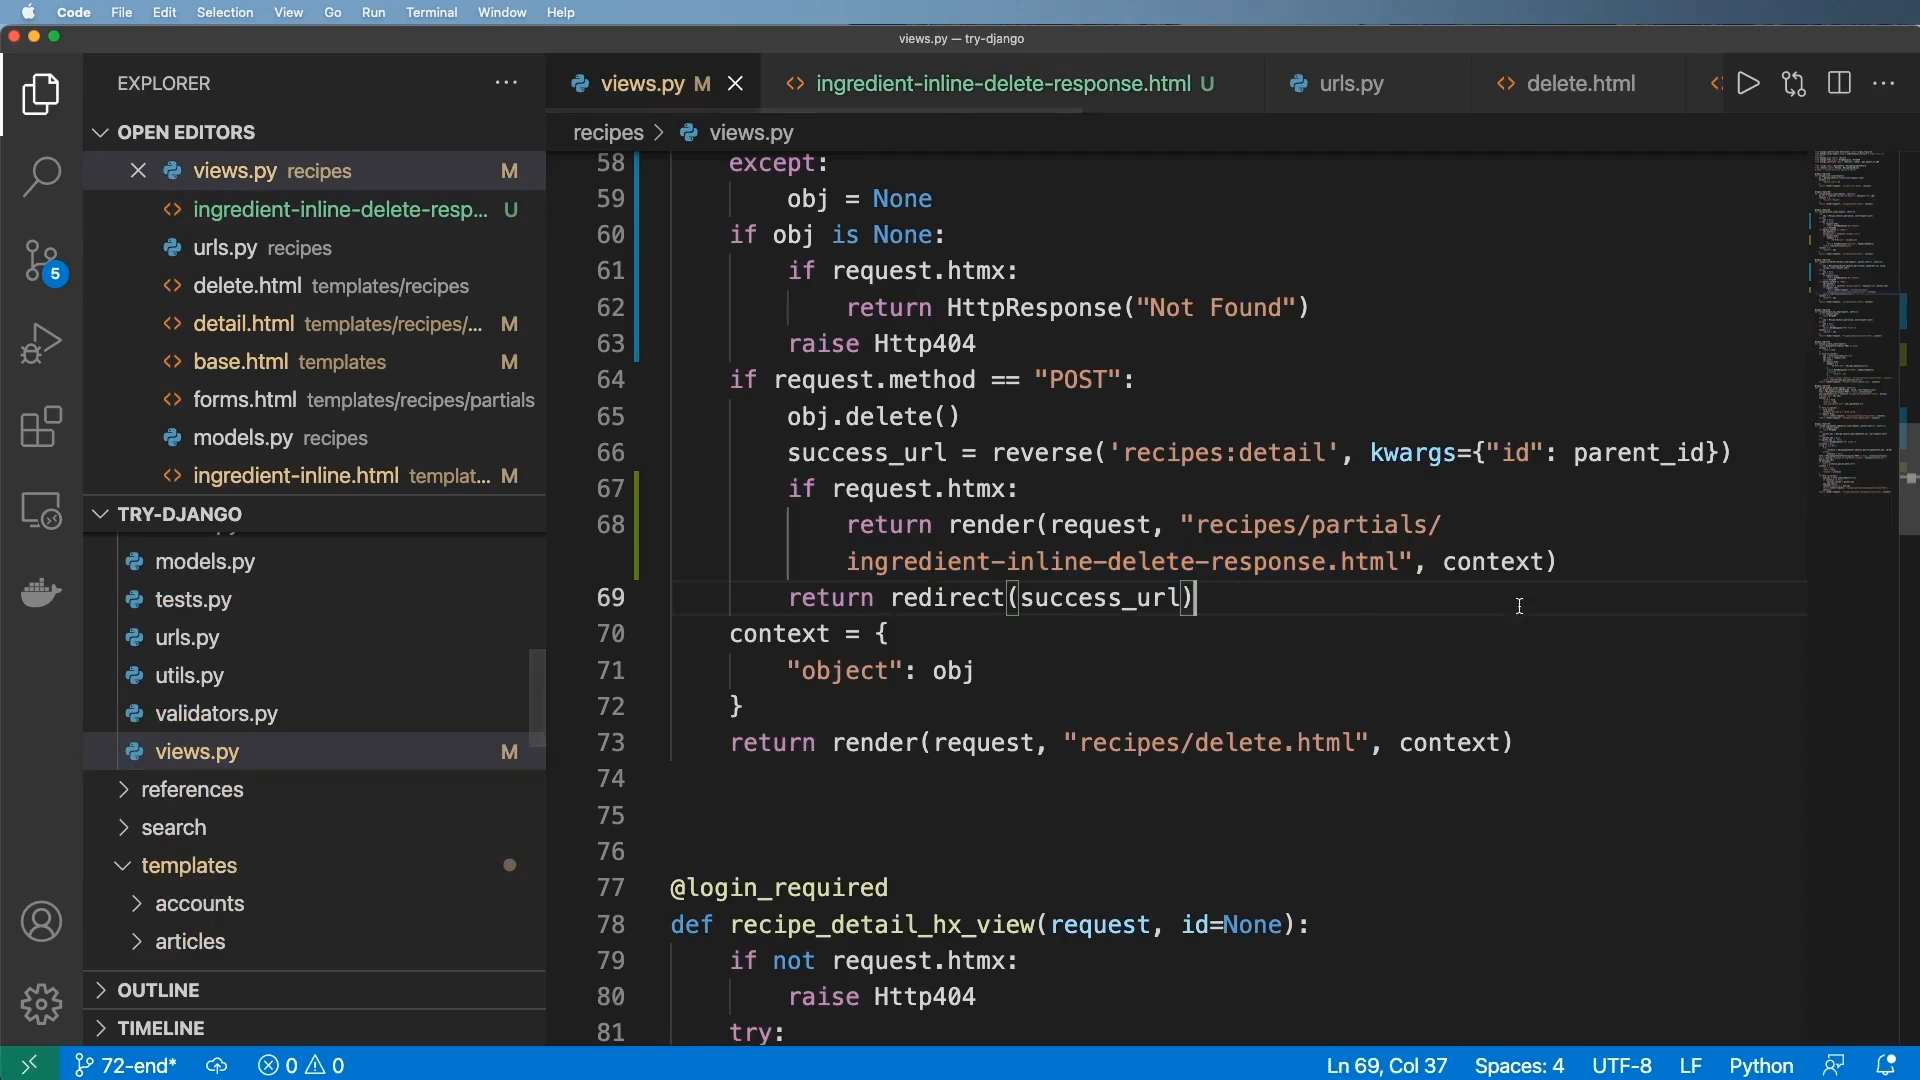 Code File Edit Selection View Go Run Terminal Window Help
views.py — try-django
EXPLORER
views.py M
ingredient-inline-delete-response.html U
urls.py
delete.html
OPEN EDITORS
recipes > views.py
views.py recipes M
ingredient-inline-delete-resp... U
urls.py recipes
delete.html templates/recipes
detail.html templates/recipes/... M
base.html templates M
forms.html templates/recipes/partials
models.py recipes
ingredient-inline.html templat... M
TRY-DJANGO
models.py
tests.py
urls.py
utils.py
validators.py
views.py M
references
search
templates
accounts
articles
OUTLINE
TIMELINE
5
58 except:
59 obj = None
60 if obj is None:
61 if request.htmx:
62 return HttpResponse("Not Found")
63 raise Http404
64 if request.method == "POST":
65 obj.delete()
66 success_url = reverse('recipes:detail', kwargs={"id": parent_id})
67 if request.htmx:
68 return render(request, "recipes/partials/
ingredient-inline-delete-response.html", context)
69 return redirect(success_url)
70 context = {
71 "object": obj
72 }
73 return render(request, "recipes/delete.html", context)
74
75
76
77 @login_required
78 def recipe_detail_hx_view(request, id=None):
79 if not request.htmx:
80 raise Http404
81 try:
72-end* 0 0 Ln 69, Col 37 Spaces: 4 UTF-8 LF Python